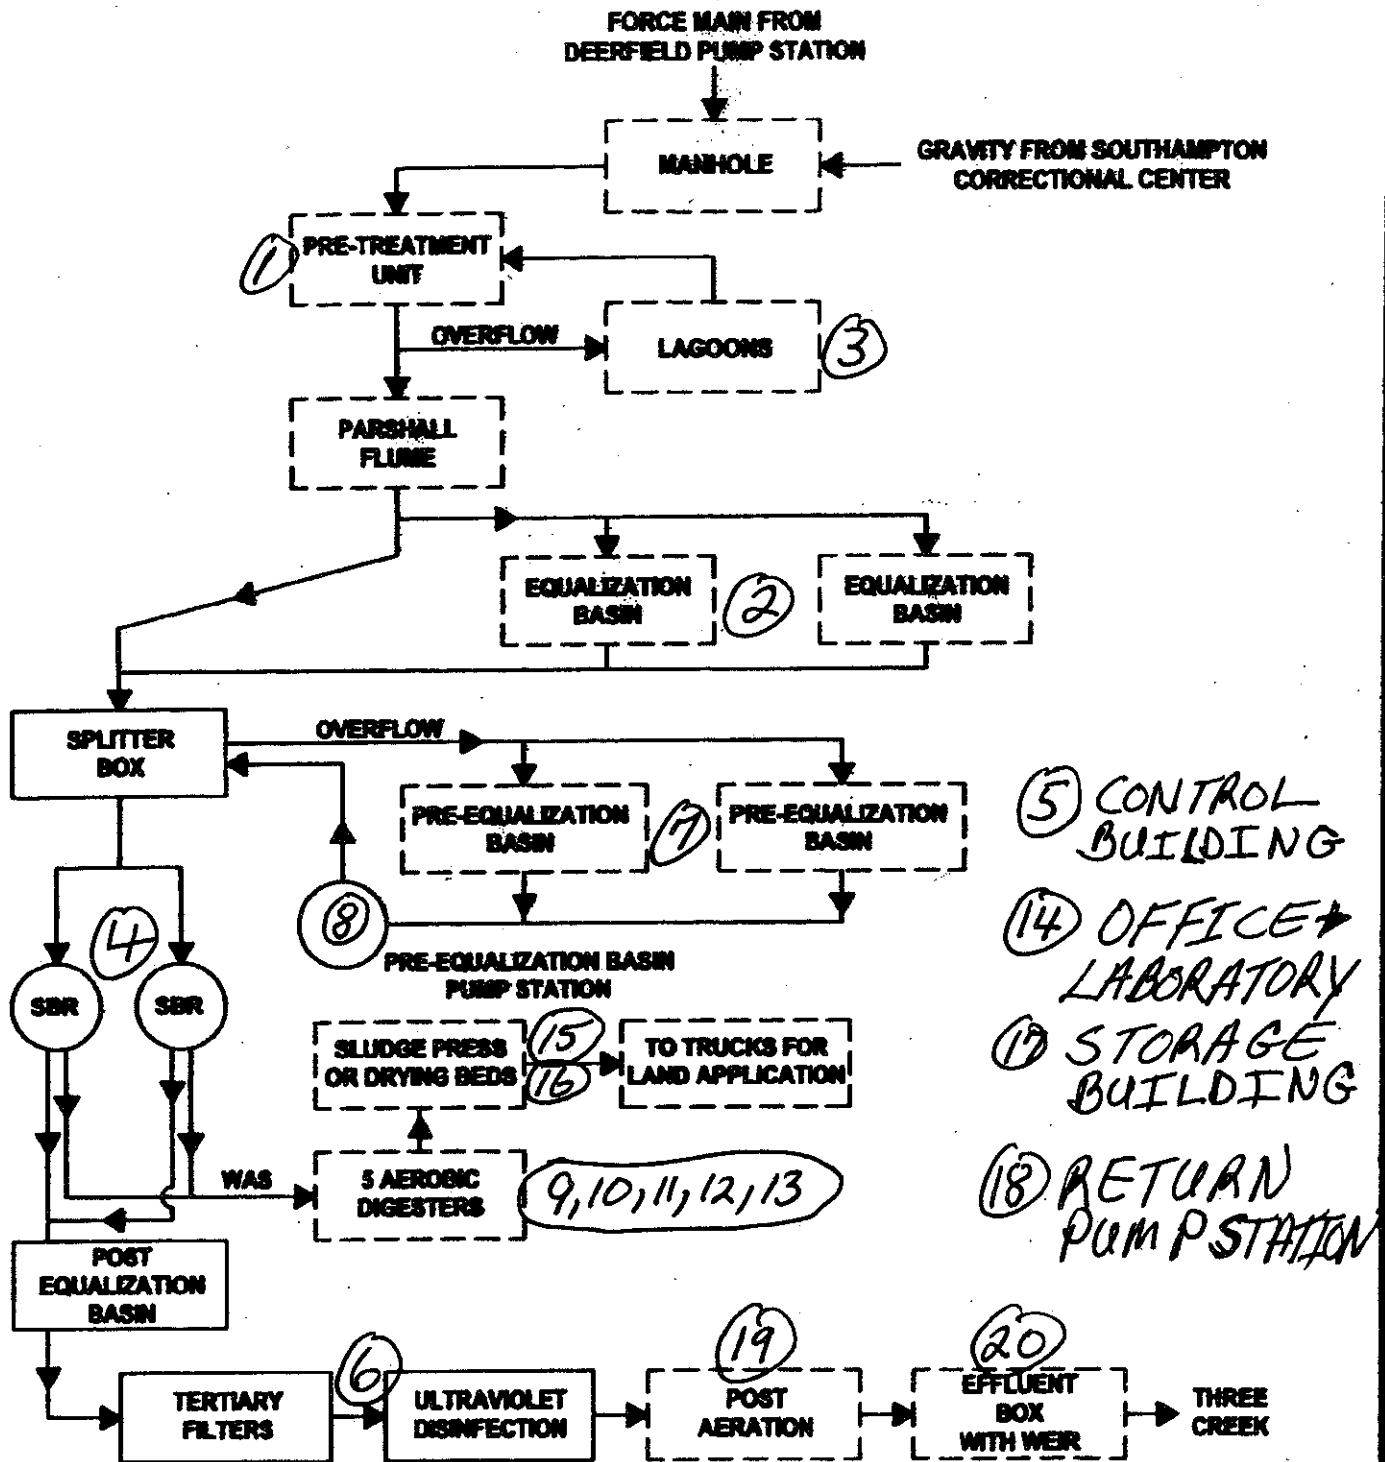 FORCE MAIN FROM
DEERFIELD PUMP STATION
MANHOLE
GRAVITY FROM SOUTHAMPTON
CORRECTIONAL CENTER
1
PRE-TREATMENT
UNIT
OVERFLOW
LAGOONS
3
PARSHALL
FLUME
EQUALIZATION
BASIN
2
EQUALIZATION
BASIN
SPLITTER
BOX
OVERFLOW
PRE-EQUALIZATION
BASIN
7
PRE-EQUALIZATION
BASIN
5 CONTROL
BUILDING
4
8
14 OFFICE +
LABORATORY
PRE-EQUALIZATION BASIN
PUMP STATION
SBR
SBR
SLUDGE PRESS
OR DRYING BEDS
15
16
TO TRUCKS FOR
LAND APPLICATION
17 STORAGE
BUILDING
WAS
5 AEROBIC
DIGESTERS
9, 10, 11, 12, 13
18 RETURN
PUMP STATION
POST
EQUALIZATION
BASIN
TERTIARY
FILTERS
6
ULTRAVIOLET
DISINFECTION
19
POST
AERATION
20
EFFLUENT
BOX
WITH WEIR
THREE
CREEK